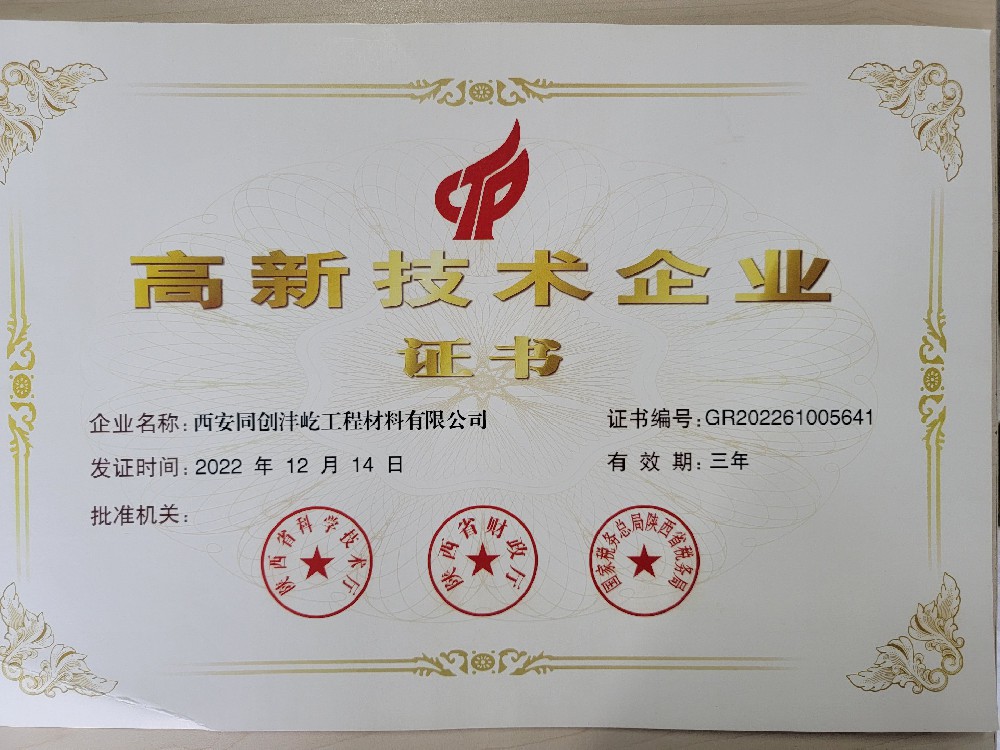 高新技术企业
证书
企业名称:西安同创沣屹工程材料有限公司
证书编号:GR202261005641
发证时间:2022 年 12 月 14 日
有 效 期:三年
批准机关:
陕西省科学技术厅
陕西省财政厅
国家税务总局陕西省税务局